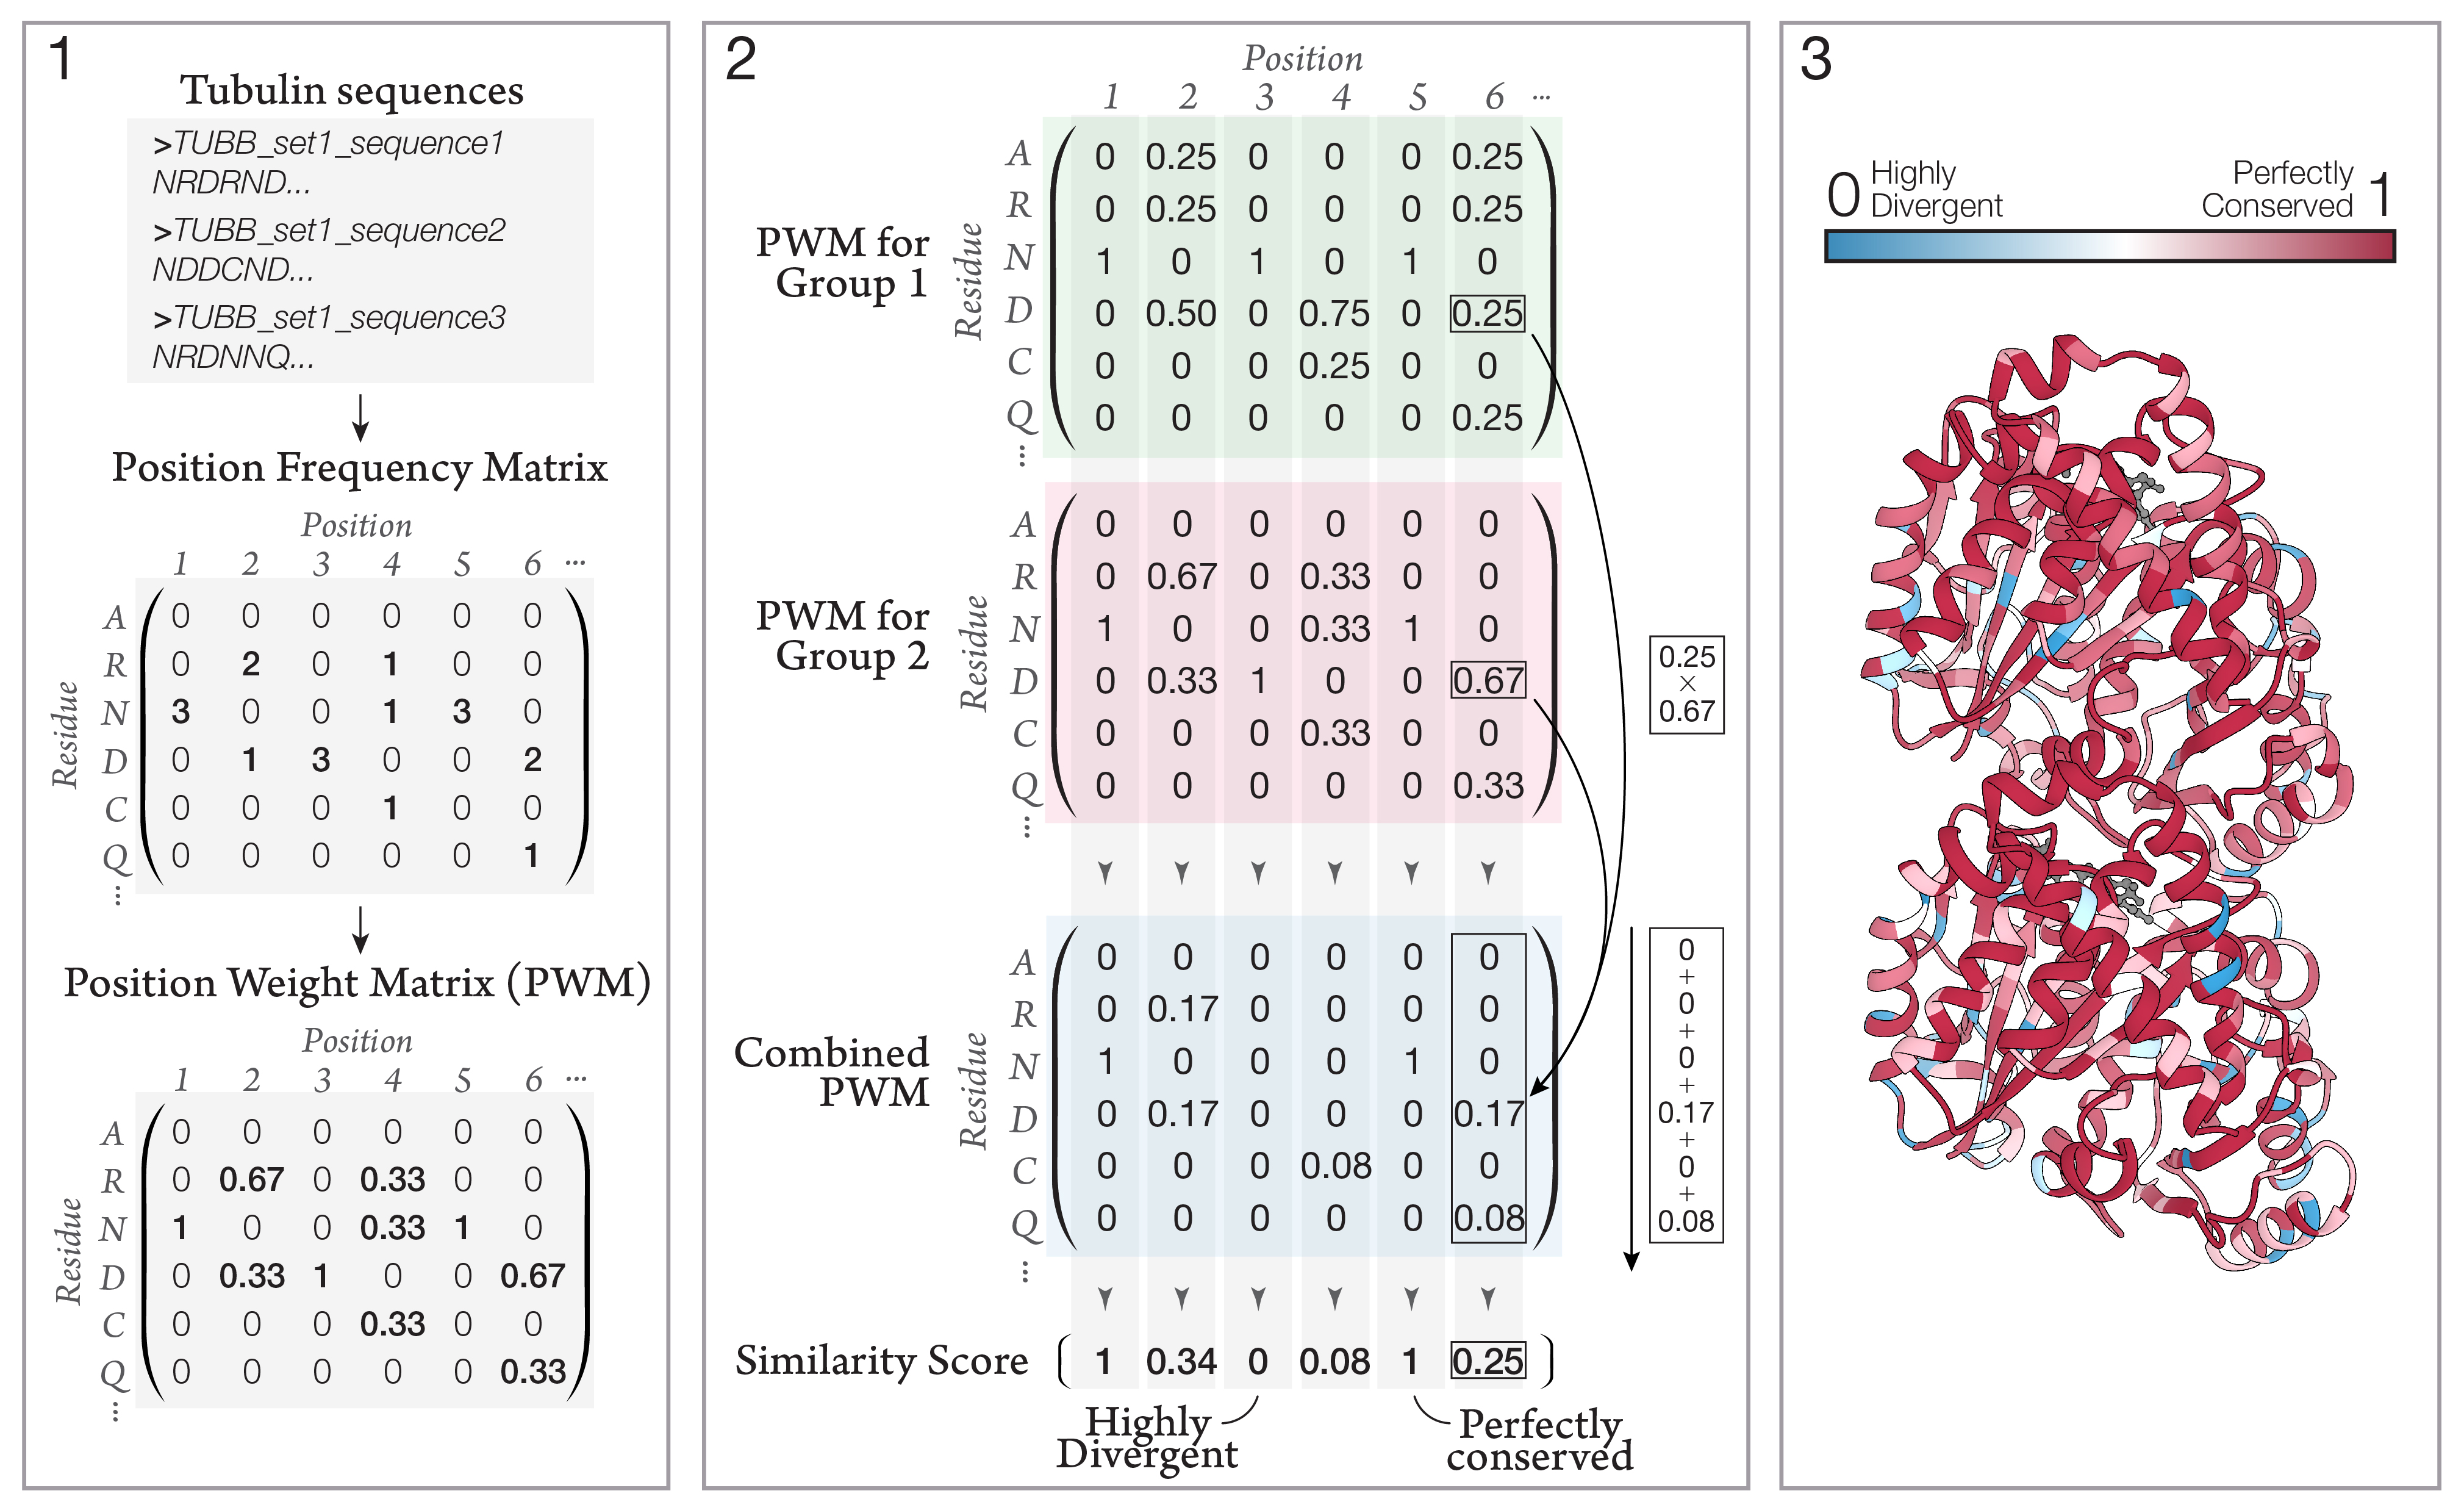 1
Tubulin sequences
>TUBB_set1_sequence1
NRDRND...
>TUBB_set1_sequence2
NDDCND...
>TUBB_set1_sequence3
NRDNNQ...
Position Frequency Matrix
Position
1 2 3 4 5 6 ...
Residue
A 0 0 0 0 0 0
R 0 2 0 1 0 0
N 3 0 0 1 3 0
D 0 1 3 0 0 2
C 0 0 0 1 0 0
Q 0 0 0 0 0 1
...
Position Weight Matrix (PWM)
Position
1 2 3 4 5 6 ...
Residue
A 0 0 0 0 0 0
R 0 0.67 0 0.33 0 0
N 1 0 0 0.33 1 0
D 0 0.33 1 0 0 0.67
C 0 0 0 0.33 0 0
Q 0 0 0 0 0 0.33
...
2
Position
1 2 3 4 5 6 ...
PWM for
Group 1
Residue
A 0 0.25 0 0 0 0.25
R 0 0.25 0 0 0 0.25
N 1 0 1 0 1 0
D 0 0.50 0 0.75 0 0.25
C 0 0 0 0.25 0 0
Q 0 0 0 0 0 0.25
...
PWM for
Group 2
Residue
A 0 0 0 0 0 0
R 0 0.67 0 0.33 0 0
N 1 0 0 0.33 1 0
D 0 0.33 1 0 0 0.67
C 0 0 0 0.33 0 0
Q 0 0 0 0 0 0.33
...
0.25
×
0.67
Combined
PWM
Residue
A 0 0 0 0 0 0
R 0 0.17 0 0 0 0
N 1 0 0 0 1 0
D 0 0.17 0 0 0 0.17
C 0 0 0 0.08 0 0
Q 0 0 0 0 0 0.08
...
0
+
0
+
0
+
0.17
+
0
+
0.08
Similarity Score 1 0.34 0 0.08 1 0.25
Highly
Divergent
Perfectly
conserved
3
0 Highly
Divergent
Perfectly
Conserved 1